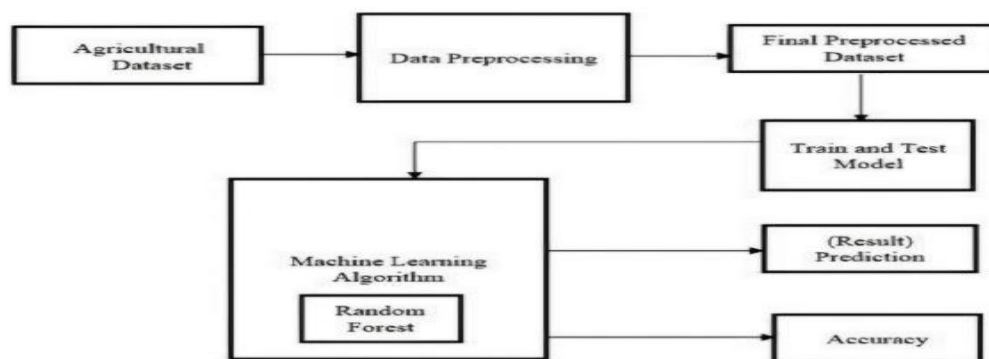 Agricultural
Dataset
Data Preprocessing
Final Preprocessed
Dataset
Train and Test
Model
Machine Learning
Algorithm
Random
Forest
(Result)
Prediction
Accuracy